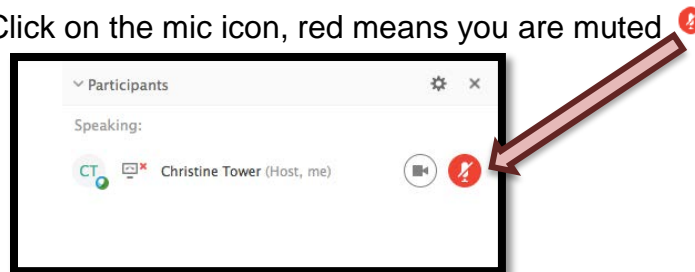 Click on the mic icon, red means you are muted
Participants
Speaking:
CT Christine Tower (Host, me)